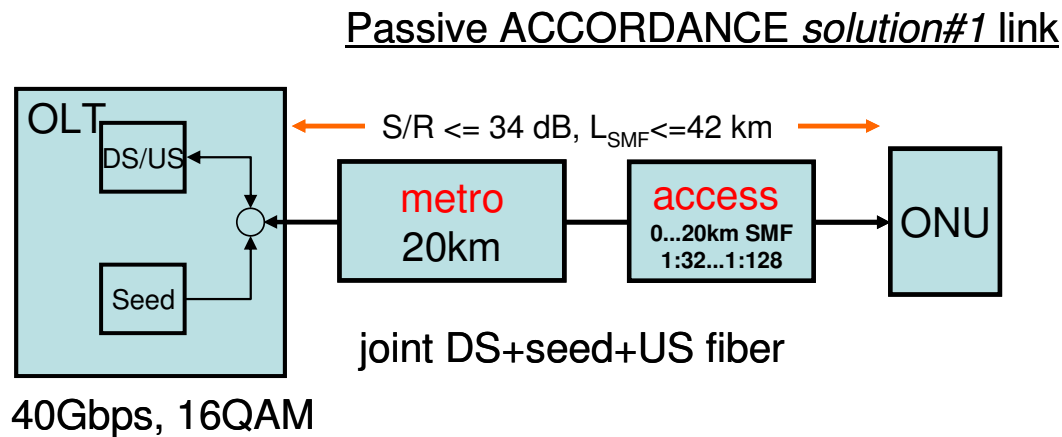 Passive ACCORDANCE solution#1 link
OLT
S/R <= 34 dB, LSMF<=42 km
DS/US
metro
20km
access
0...20km SMF
1:32...1:128
ONU
Seed
joint DS+seed+US fiber
40Gbps, 16QAM